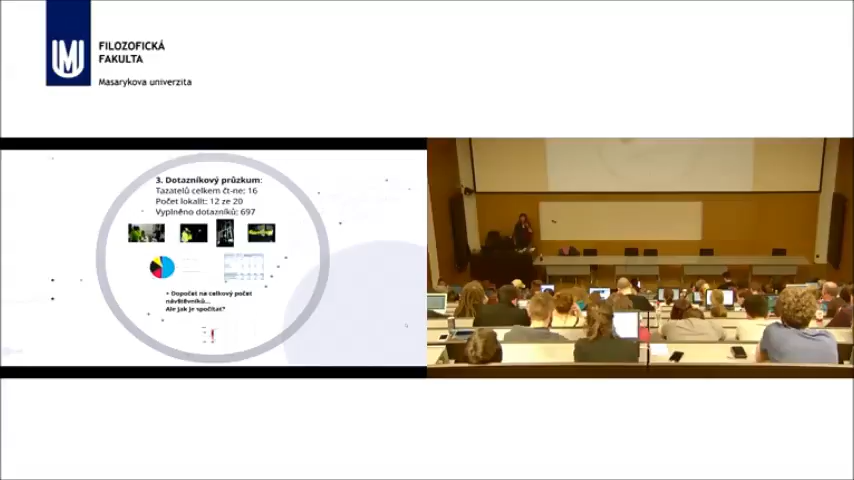 FILOZOFICKÁ
FAKULTA
Masarykova univerzita
3. Dotazníkový průzkum:
Tazatelů celkem čt-ne: 16
Počet lokalit: 12 ze 20
Vyplněno dotazníků: 697
• Dopočet na celkový počet
návštěvníků...
Ale jak je spočítat?